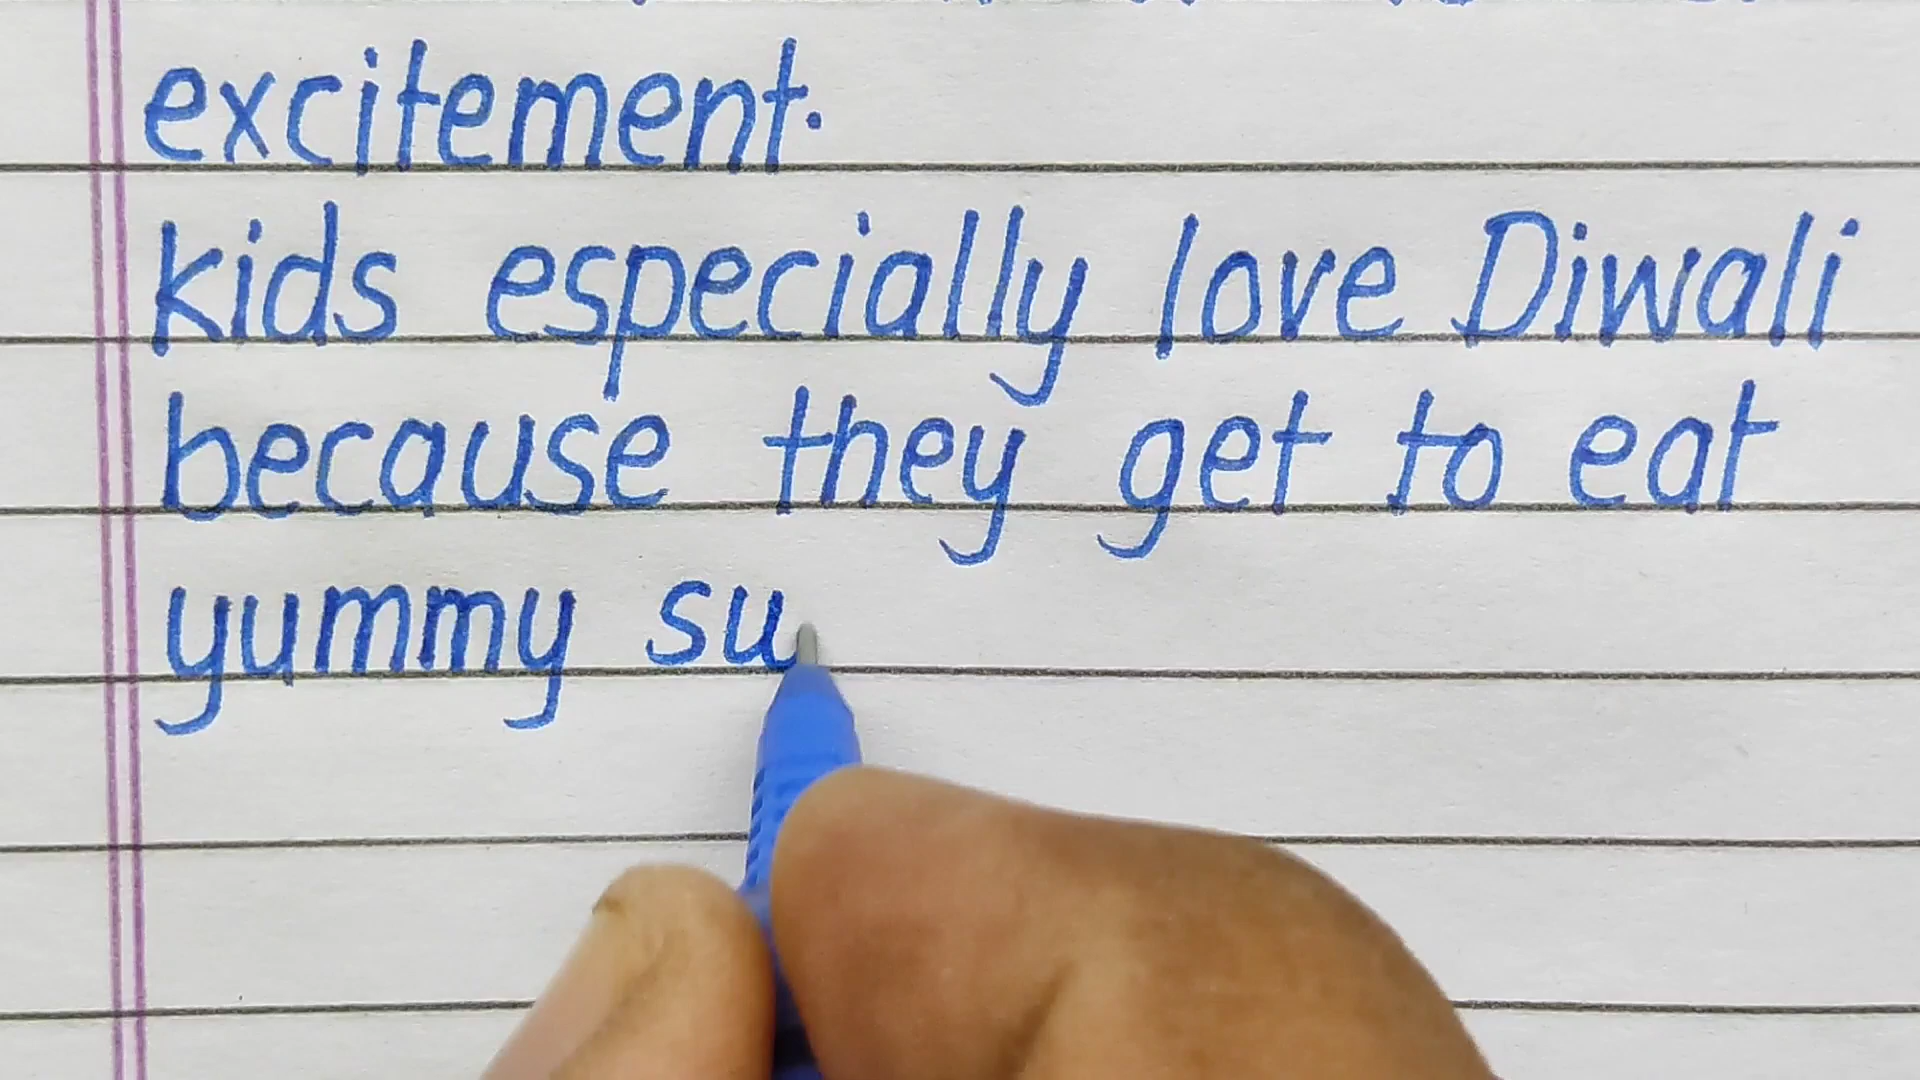 excitement.
kids especially love Diwali
because they get to eat
yummy su